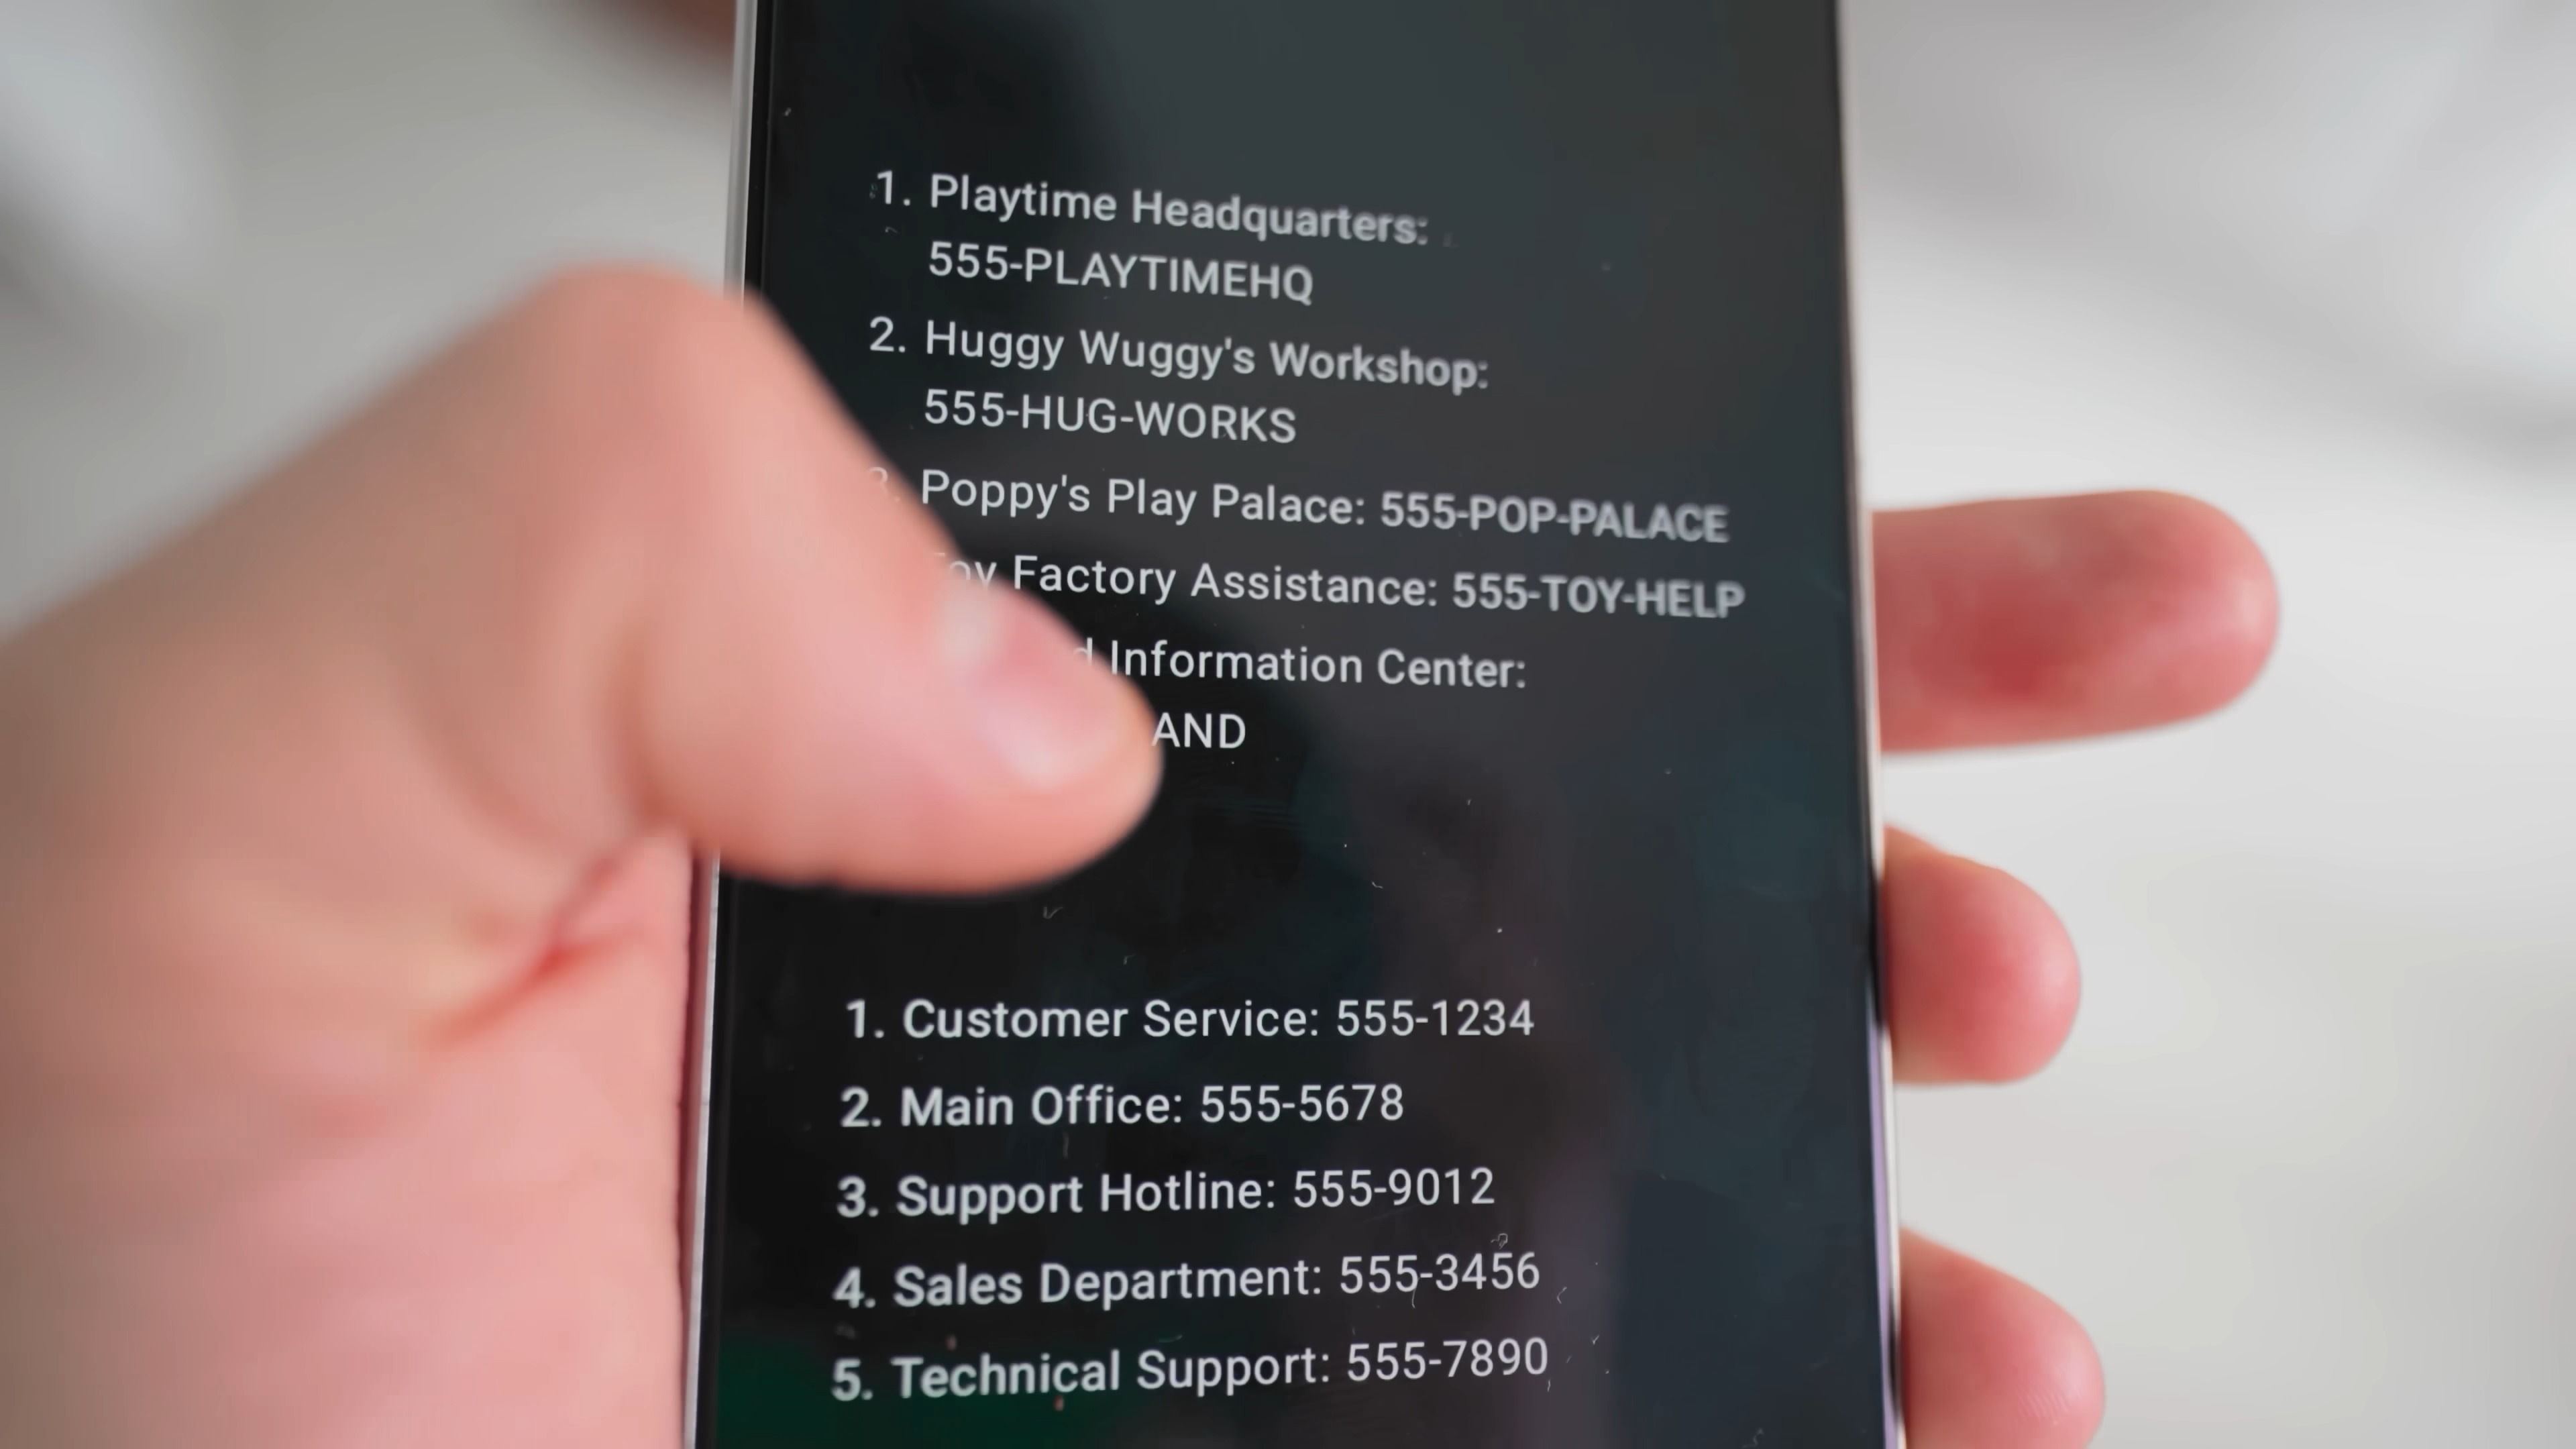 1. Playtime Headquarters:
555-PLAYTIMEHQ
2. Huggy Wuggy's Workshop:
555-HUG-WORKS
3. Poppy's Play Palace: 555-POP-PALACE
Factory Assistance: 555-TOY-HELP
Information Center:
AND
1. Customer Service: 555-1234
2. Main Office: 555-5678
3. Support Hotline: 555-9012
4. Sales Department: 555-3456
5. Technical Support: 555-7890